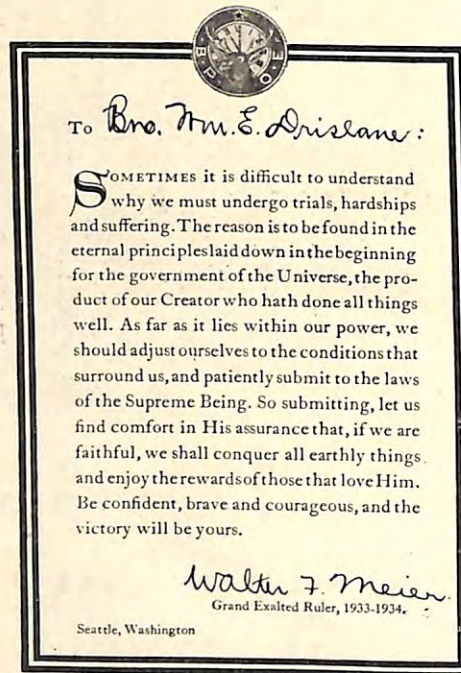 B P O E
To Bro. Wm. E. Drislane:
SOMETIMES it is difficult to understand
why we must undergo trials, hardships
and suffering. The reason is to be found in the
eternal principles laid down in the beginning
for the government of the Universe, the pro-
duct of our Creator who hath done all things
well. As far as it lies within our power, we
should adjust ourselves to the conditions that
surround us, and patiently submit to the laws
of the Supreme Being. So submitting, let us
find comfort in His assurance that, if we are
faithful, we shall conquer all earthly things
and enjoy the rewards of those that love Him.
Be confident, brave and courageous, and the
victory will be yours.
Walter F. Meier
Grand Exalted Ruler, 1933-1934.
Seattle, Washington